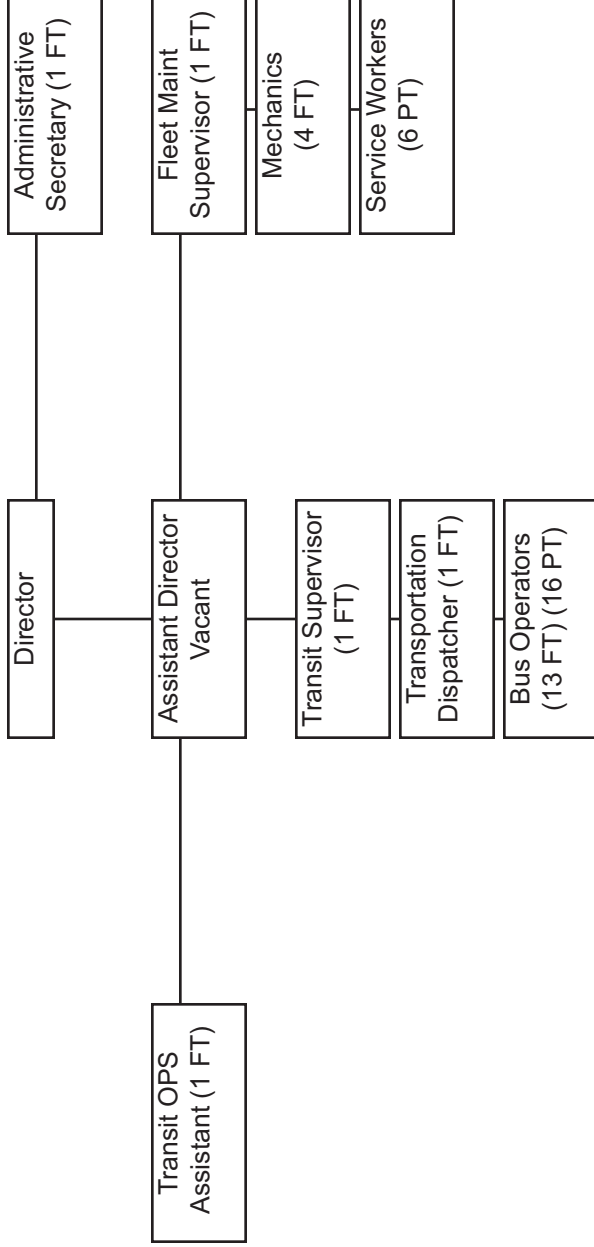 Director
Administrative
Secretary (1 FT)
Transit OPS
Assistant (1 FT)
Assistant Director
Vacant
Fleet Maint
Supervisor (1 FT)
Transit Supervisor
(1 FT)
Mechanics
(4 FT)
Transportation
Dispatcher (1 FT)
Service Workers
(6 PT)
Bus Operators
(13 FT) (16 PT)